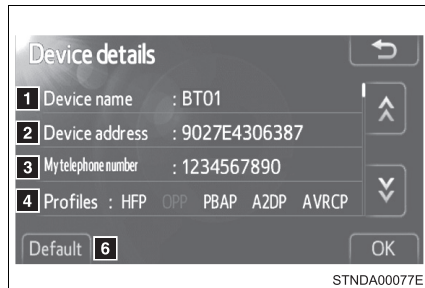 Device details
1 Device name : BT01
2 Device address : 9027E4306387
3 My telephone number : 1234567890
4 Profiles : HFP OPP PBAP A2DP AVRCP
Default 6 OK
STNDA00077E